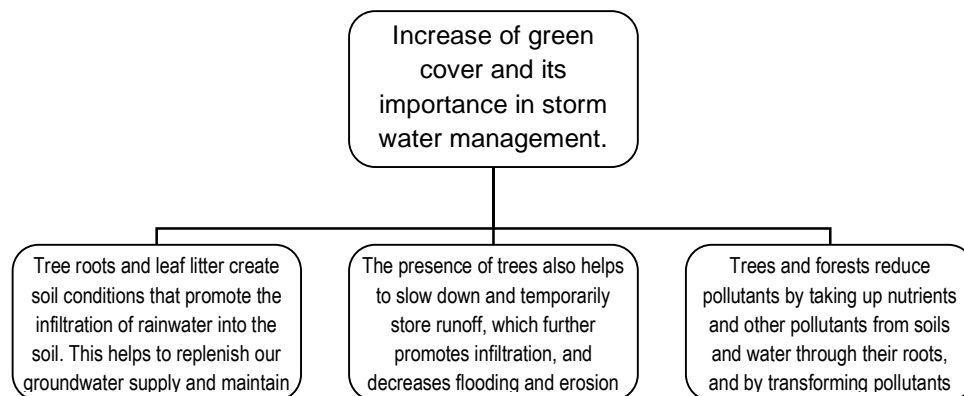 Increase of green
cover and its
importance in storm
water management.
Tree roots and leaf litter create
soil conditions that promote the
infiltration of rainwater into the
soil. This helps to replenish our
groundwater supply and maintain
The presence of trees also helps
to slow down and temporarily
store runoff, which further
promotes infiltration, and
decreases flooding and erosion
Trees and forests reduce
pollutants by taking up nutrients
and other pollutants from soils
and water through their roots,
and by transforming pollutants